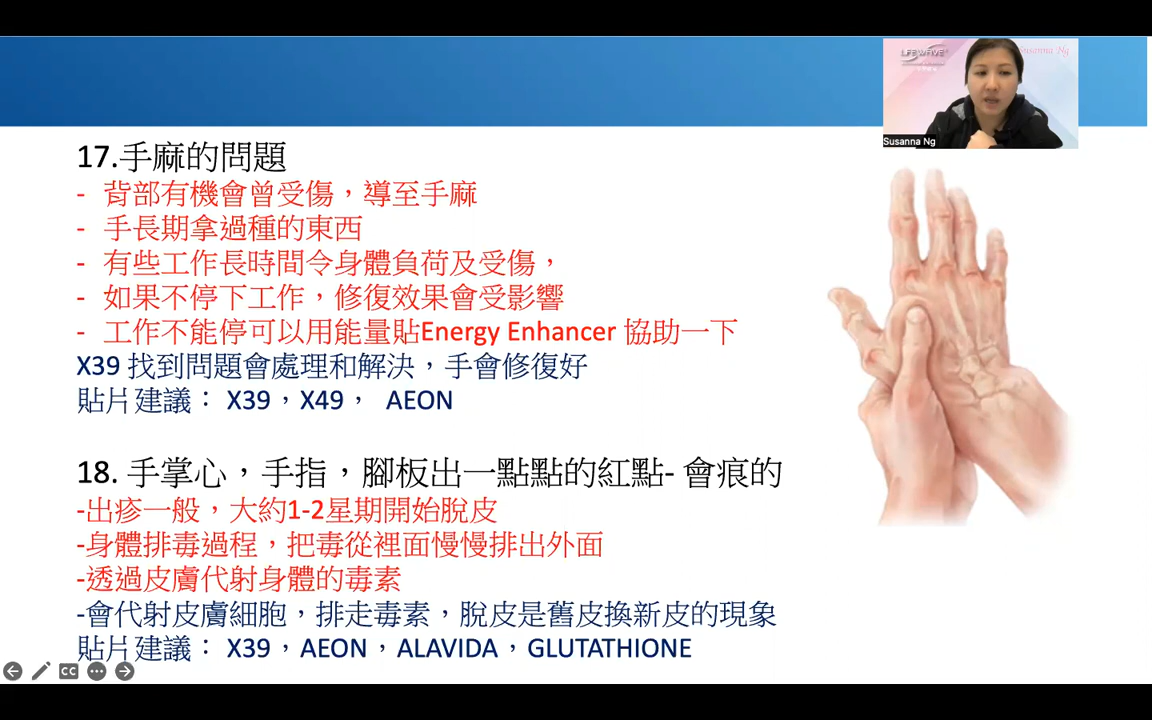 LIFEWAVE
Susanna Ng
Susanna Ng
17.手麻的問題
- 背部有機會曾受傷，導至手麻
- 手長期拿過種的東西
- 有些工作長時間令身體負荷及受傷，
- 如果不停下工作，修復效果會受影響
- 工作不能停可以用能量貼Energy Enhancer 協助一下
X39 找到問題會處理和解決，手會修復好
貼片建議： X39，X49， AEON
18. 手掌心，手指，腳板出一點點的紅點- 會痕的
-出疹一般，大約1-2星期開始脫皮
-身體排毒過程，把毒從裡面慢慢排出外面
-透過皮膚代射身體的毒素
-會代射皮膚細胞，排走毒素，脫皮是舊皮換新皮的現象
貼片建議： X39，AEON，ALAVIDA，GLUTATHIONE
CC